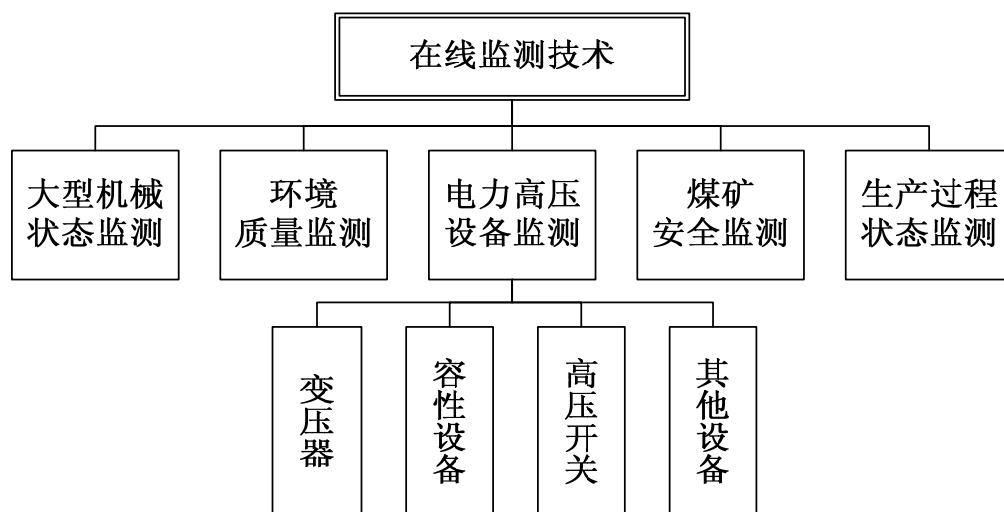 在线监测技术
大型机械
状态监测
环境
质量监测
电力高压
设备监测
煤矿
安全监测
生产过程
状态监测
变压器
容性设备
高压开关
其他设备